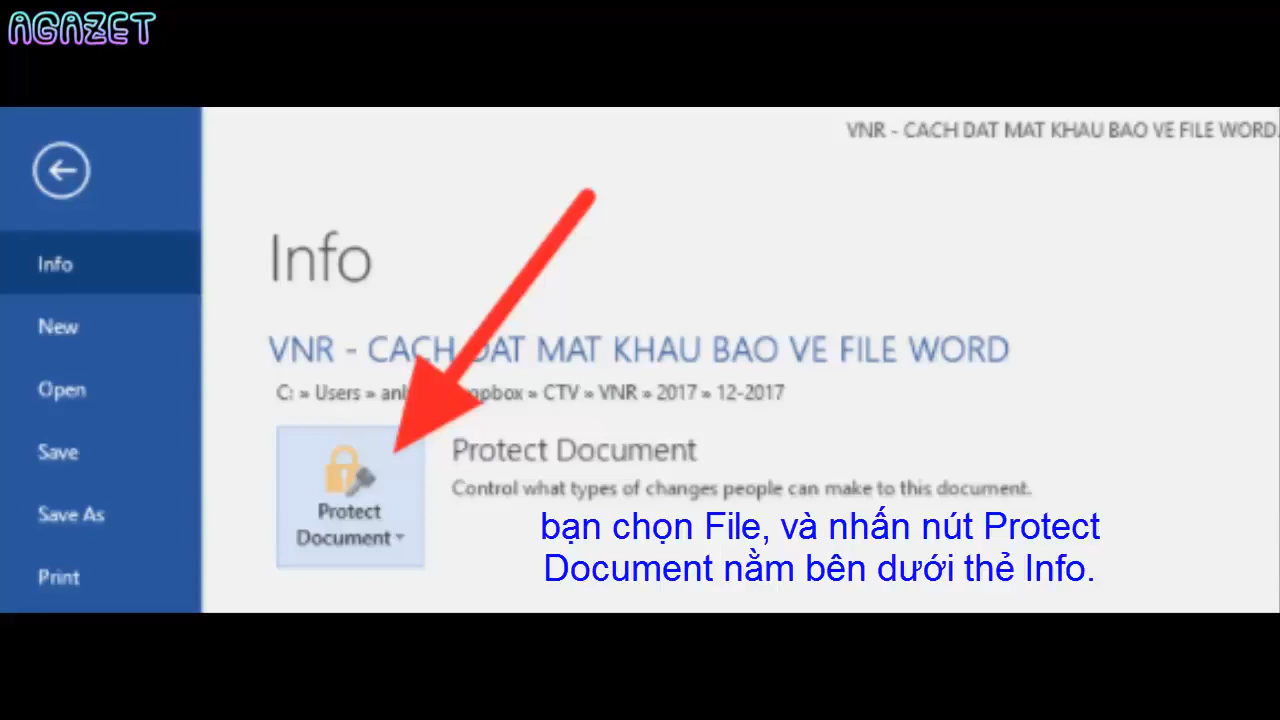 AGAZET
VNR - CACH DAT MAT KHAU BAO VE FILE WORD.
Info
New
Open
Save
Save As
Print
Info
VNR - CACH DAT MAT KHAU BAO VE FILE WORD
C: » Users » » CTV » VNR » 2017 » 12-2017
Protect Document
Protect Document
Control what types of changes people can make to this document.
bạn chọn File, và nhấn nút Protect
Document nằm bên dưới thẻ Info.